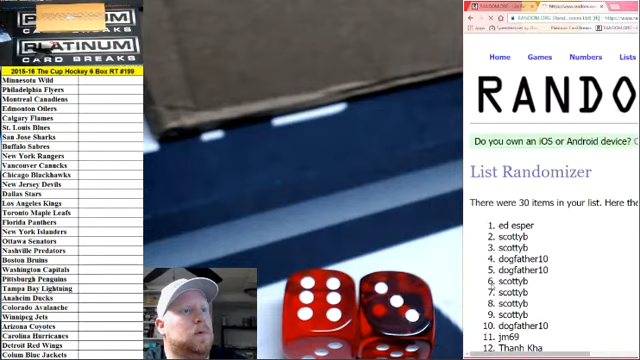 PLATINUM
BREAKS
PLATINUM
BREAKS
2015-16 The Cup Hockey 6 Box RT #199
Minnesota Wild
Philadelphia Flyers
Montreal Canadiens
Edmonton Oilers
Calgary Flames
St. Louis Blues
San Jose Sharks
Buffalo Sabres
New York Rangers
Vancouver Canucks
Chicago Blackhawks
New Jersey Devils
Dallas Stars
Los Angeles Kings
Toronto Maple Leafs
Florida Panthers
New York Islanders
Ottawa Senators
Nashville Predators
Boston Bruins
Washington Capitals
Pittsburgh Penguins
Tampa Bay Lightning
Anaheim Ducks
Colorado Avalanche
Winnipeg Jets
Arizona Coyotes
Carolina Hurricanes
Detroit Red Wings
Columbus Blue Jackets
Home Games Numbers Lists
RANDO
Do you own an iOS or Android device?
List Randomizer
There were 30 items in your list. Here the
1. ed esper
2. scottyb
3. scottyb
4. dogfather10
5. dogfather10
6. scottyb
7. scottyb
8. scottyb
9. scottyb
10. dogfather10
11. jm69
12. Thanh Kha